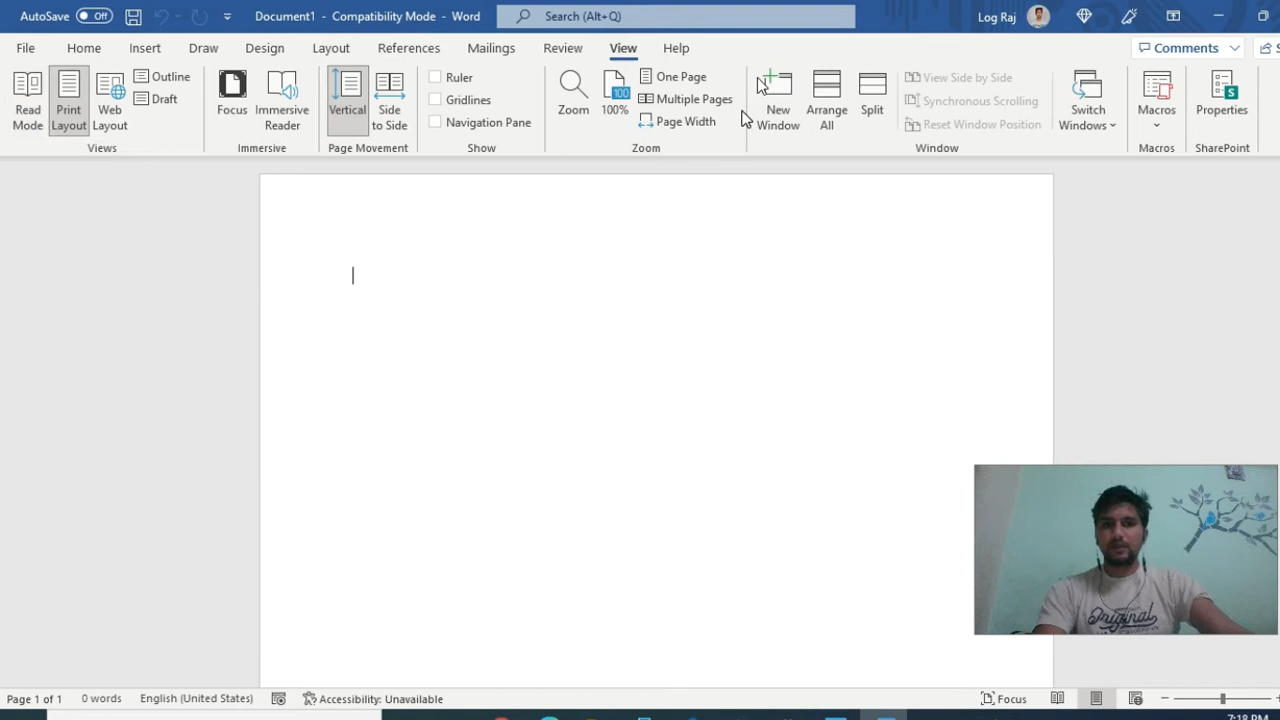 AutoSave Off Document1 - Compatibility Mode - Word Search (Alt+Q) Log Raj
File Home Insert Draw Design Layout References Mailings Review View Help Comments
Read Mode
Print Layout
Web Layout
Outline
Draft
Views
Focus
Immersive Reader
Immersive
Vertical
Side to Side
Page Movement
Ruler
Gridlines
Navigation Pane
Show
Zoom
100
100%
One Page
Multiple Pages
Page Width
Zoom
New Window
Arrange All
Split
View Side by Side
Synchronous Scrolling
Reset Window Position
Switch Windows
Window
Macros
Macros
S
Properties
SharePoint
Original
Page 1 of 1 0 words English (United States) Accessibility: Unavailable Focus
7:18 PM